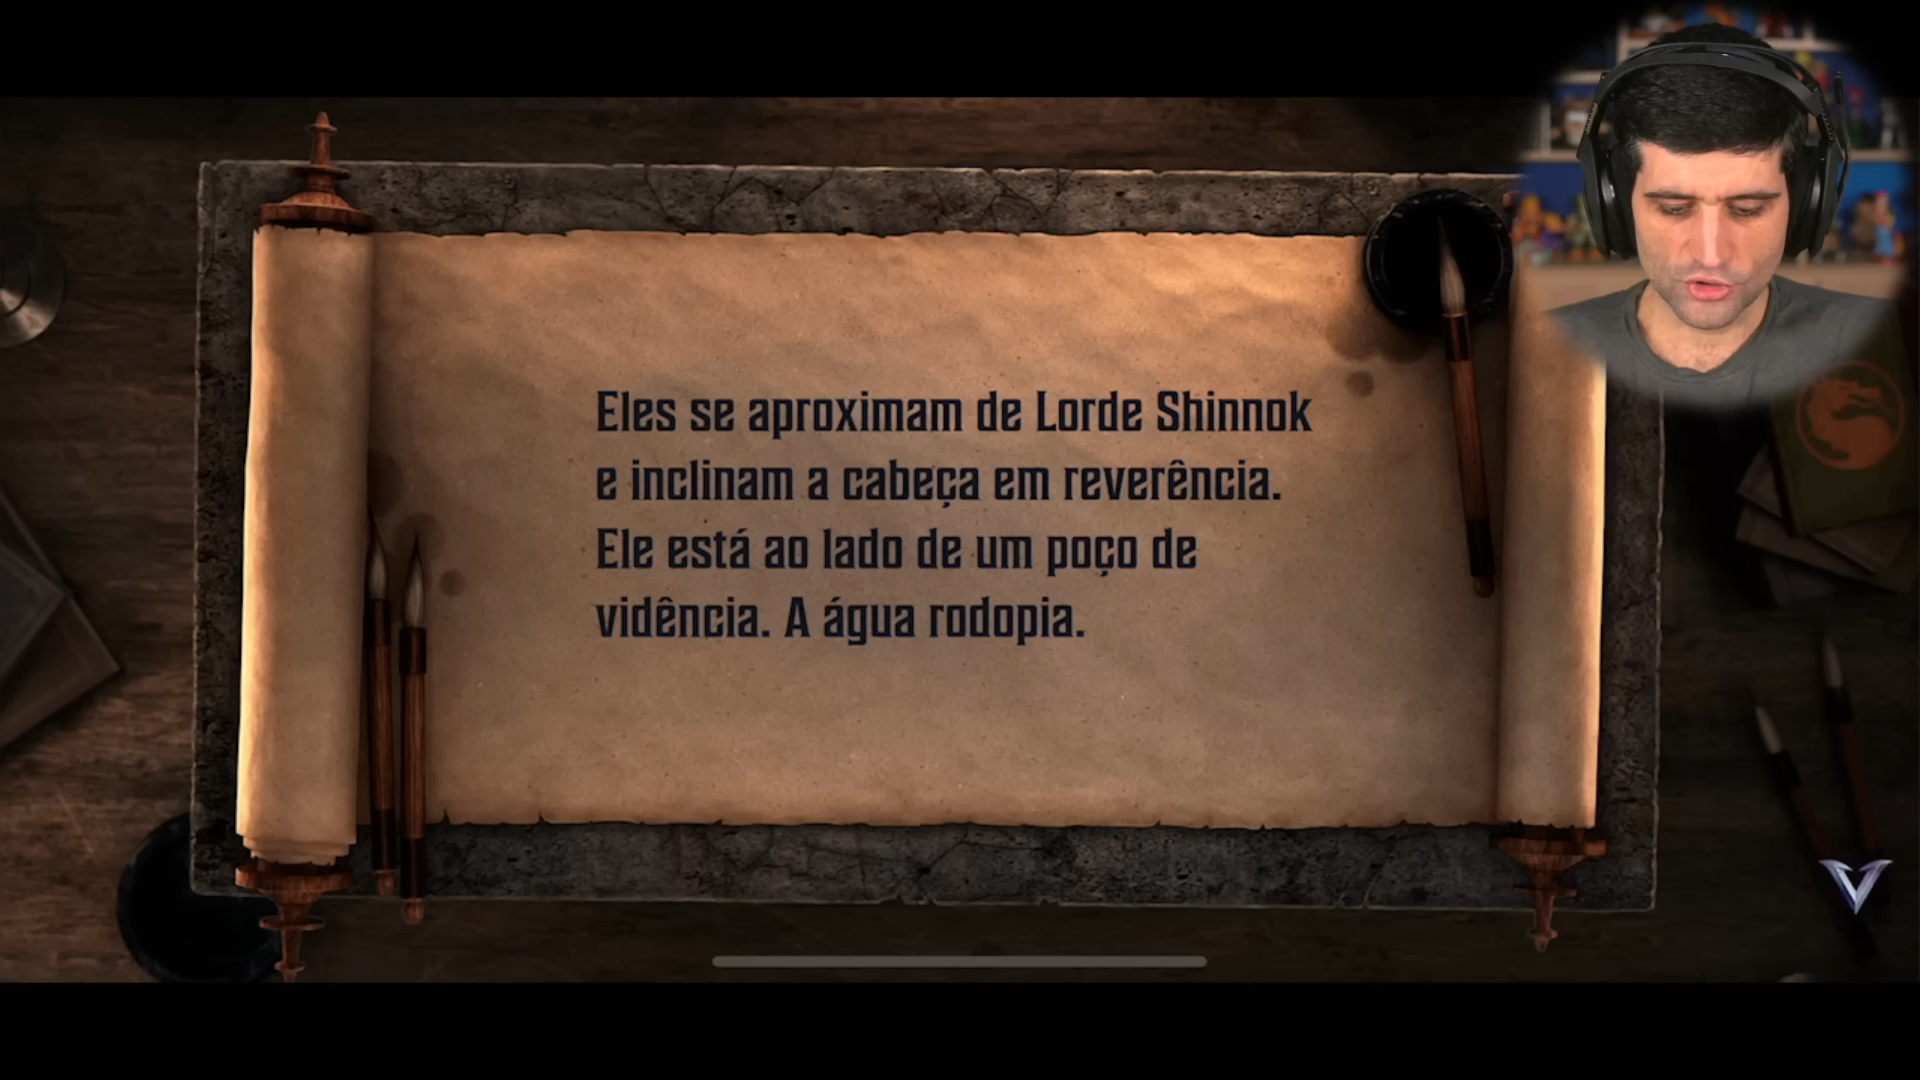 Eles se aproximam de Lorde Shinnok
e inclinam a cabeça em reverência.
Ele está ao lado de um poço de
vidência. A água rodopia.